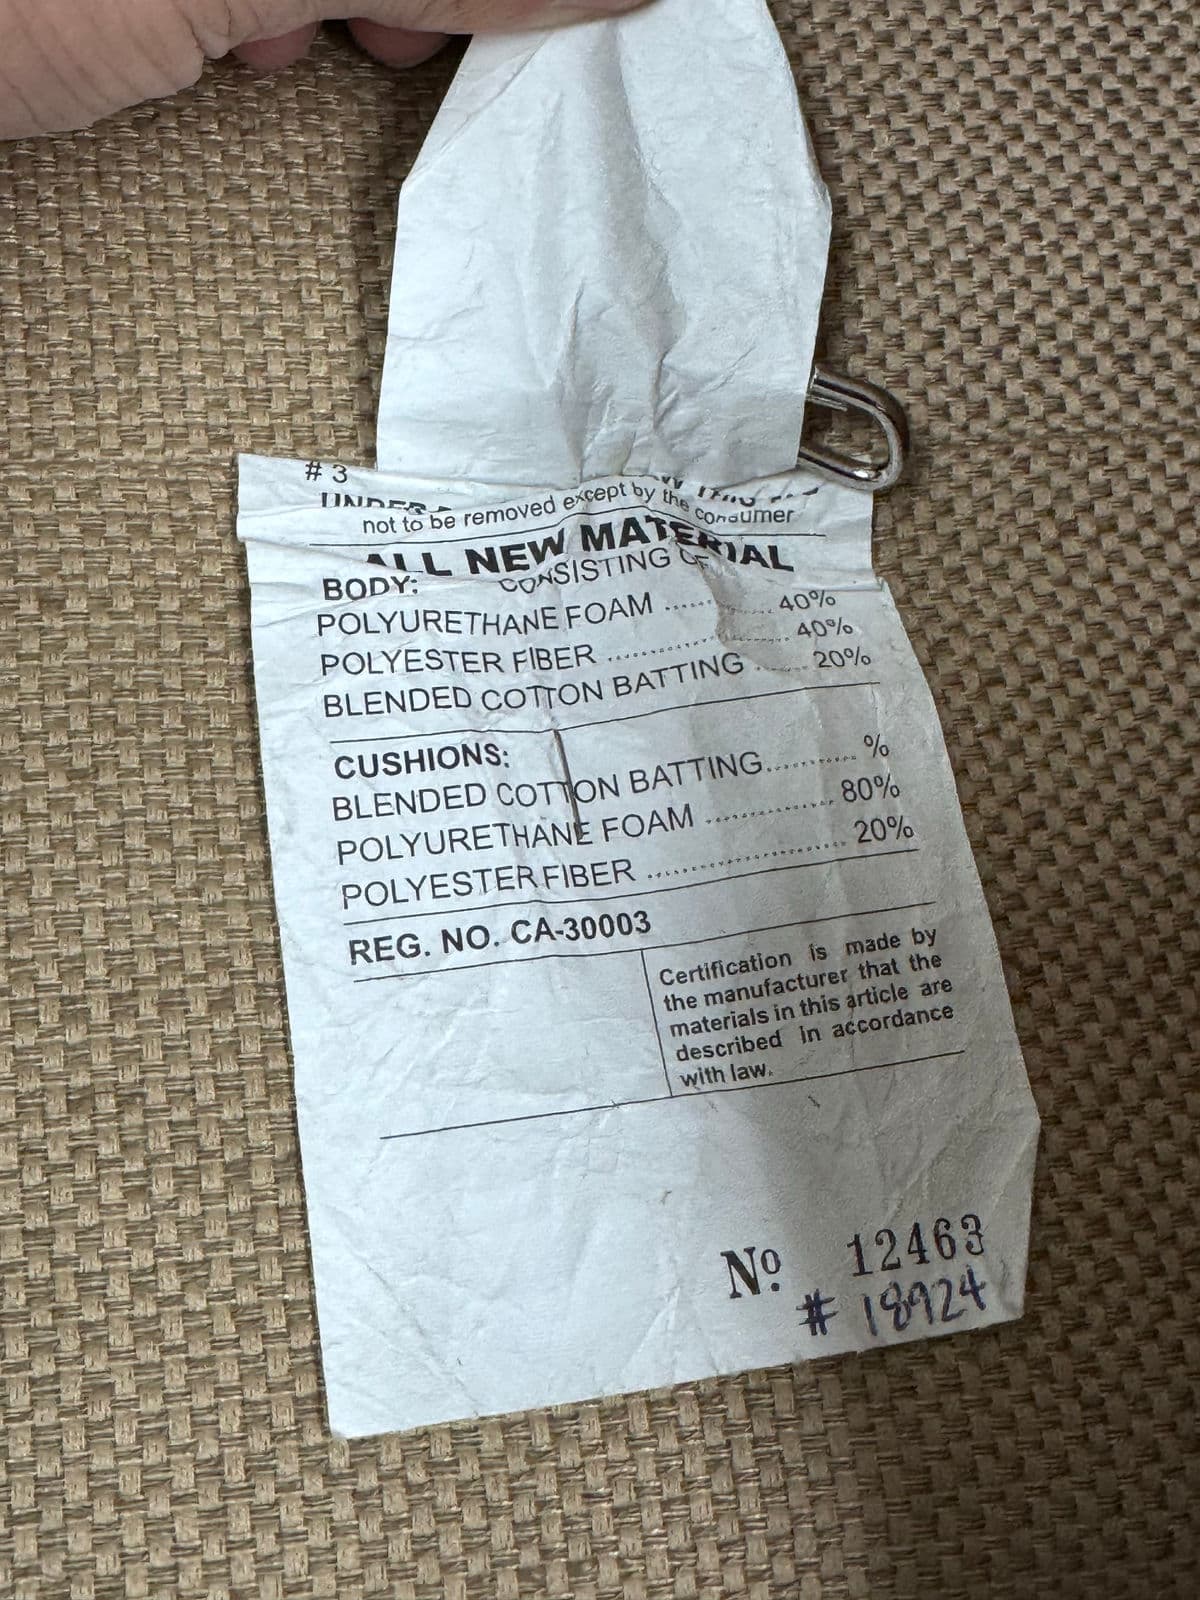 # 3
UNDER
not to be removed except by the consumer
ALL NEW MATERIAL
CONSISTING OF
BODY:
POLYURETHANE FOAM ............ 40%
POLYESTER FIBER .................... 40%
BLENDED COTTON BATTING ....... 20%
CUSHIONS:
BLENDED COTTON BATTING............ %
POLYURETHANE FOAM ................ 80%
POLYESTER FIBER ........................ 20%
REG. NO. CA-30003
Certification is made by
the manufacturer that the
materials in this article are
described in accordance
with law.
Nº 12463
# 18924